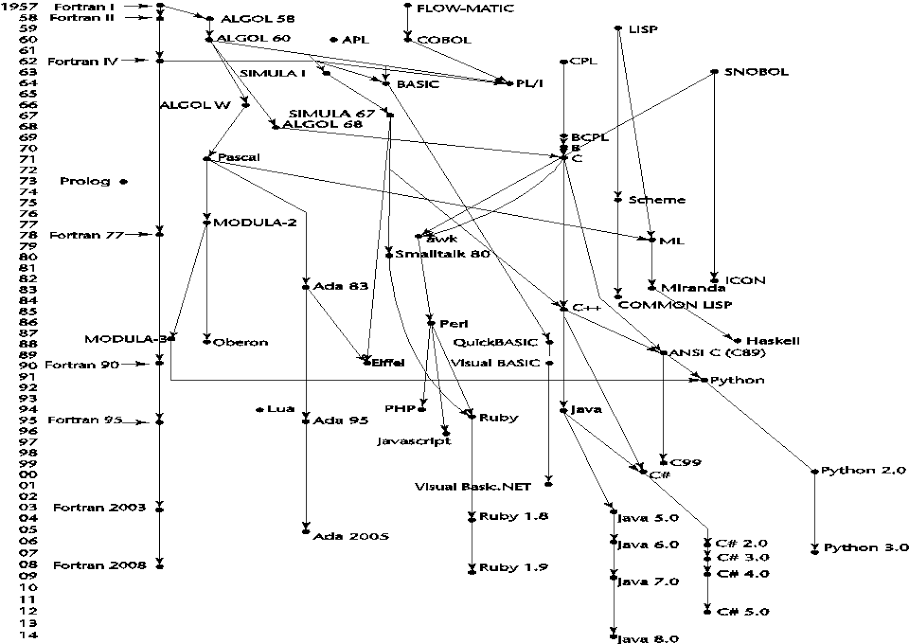 1957 Fortran I FLOW-MATIC
58 Fortran II ALGOL 58
59 LISP
60 ALGOL 60 APL COBOL
61
62 Fortran IV CPL
63 SIMULA I SNOBOL
64 BASIC PL/I
65
66 ALGOL W
67 SIMULA 67
68 ALGOL 68
69 BCPL
70 B
71 Pascal C
72
73 Prolog
74
75 Scheme
76
77 MODULA-2
78 Fortran 77 awk ML
79
80 Smalltalk 80
81
82 ICON
83 Ada 83 Miranda
84 COMMON LISP
85 C++
86 Perl
87
88 MODULA-3 Oberon QuickBASIC Haskell
89 ANSI C (C89)
90 Fortran 90 Eiffel Visual BASIC
91 Python
92
93
94 Lua PHP Java
95 Fortran 95 Ada 95 Ruby
96 Javascript
97
98
99 C99
00 C# Python 2.0
01 Visual Basic.NET
02
03 Fortran 2003 Java 5.0
04 Ruby 1.8
05 Ada 2005
06 Java 6.0 C# 2.0
07 C# 3.0 Python 3.0
08 Fortran 2008 C# 4.0
09 Ruby 1.9 Java 7.0
10
11
12 C# 5.0
13
14 Java 8.0